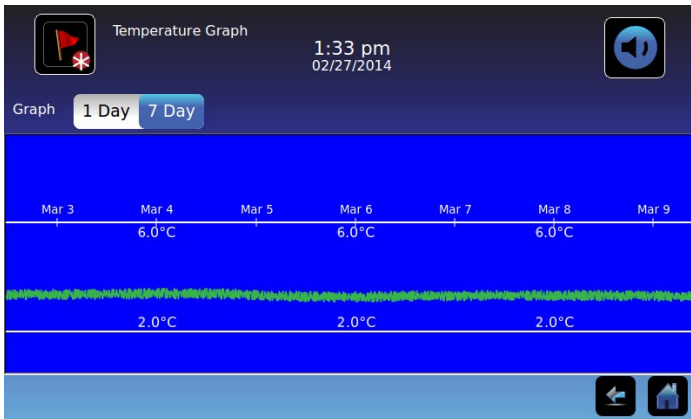 Temperature Graph
1:33 pm
02/27/2014
Graph 1 Day 7 Day
Mar 3 Mar 4 Mar 5 Mar 6 Mar 7 Mar 8 Mar 9
6.0°C 6.0°C 6.0°C
2.0°C 2.0°C 2.0°C